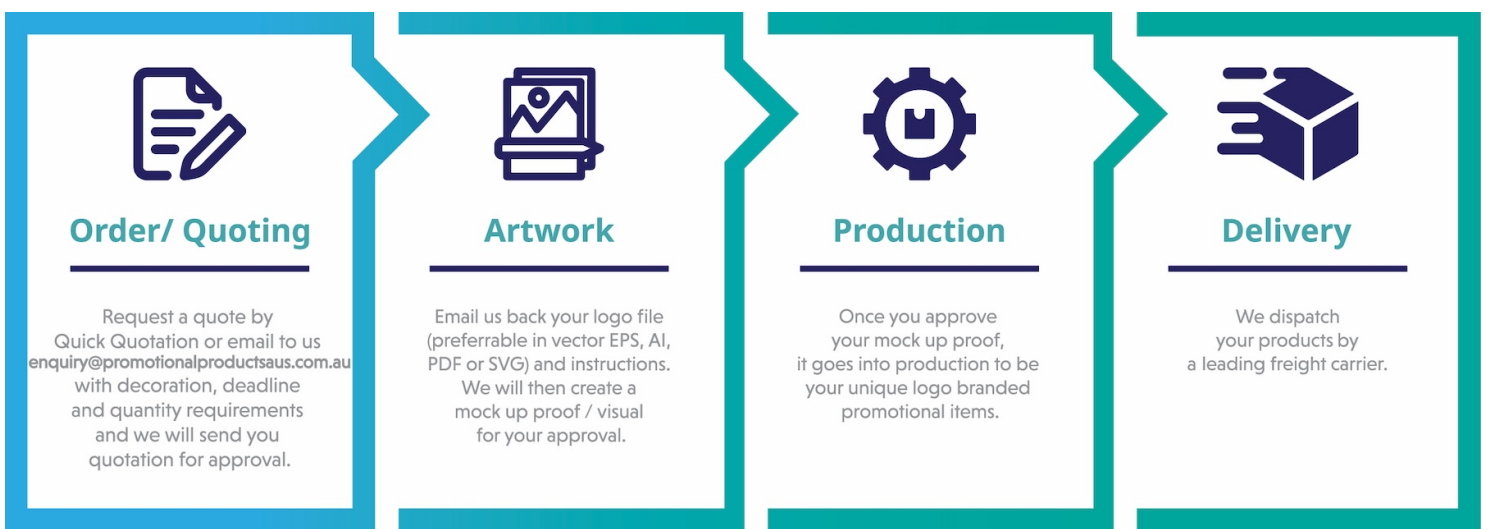 Order/ Quoting
Request a quote by
Quick Quotation or email to us
enquiry@promotionalproductsaus.com.au
with decoration, deadline
and quantity requirements
and we will send you
quotation for approval.
Artwork
Email us back your logo file
(preferrable in vector EPS, AI,
PDF or SVG) and instructions.
We will then create a
mock up proof / visual
for your approval.
Production
Once you approve
your mock up proof,
it goes into production to be
your unique logo branded
promotional items.
Delivery
We dispatch
your products by
a leading freight carrier.